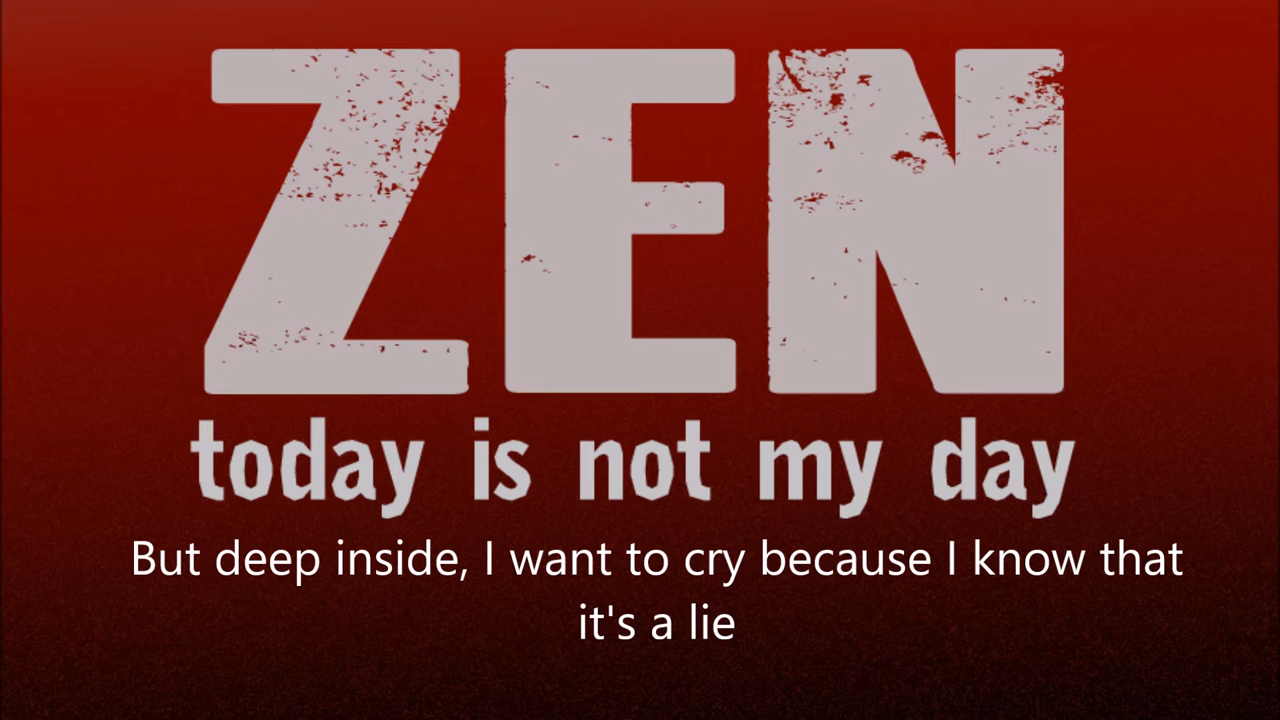 ZEN
today is not my day
But deep inside, I want to cry because I know that
it's a lie